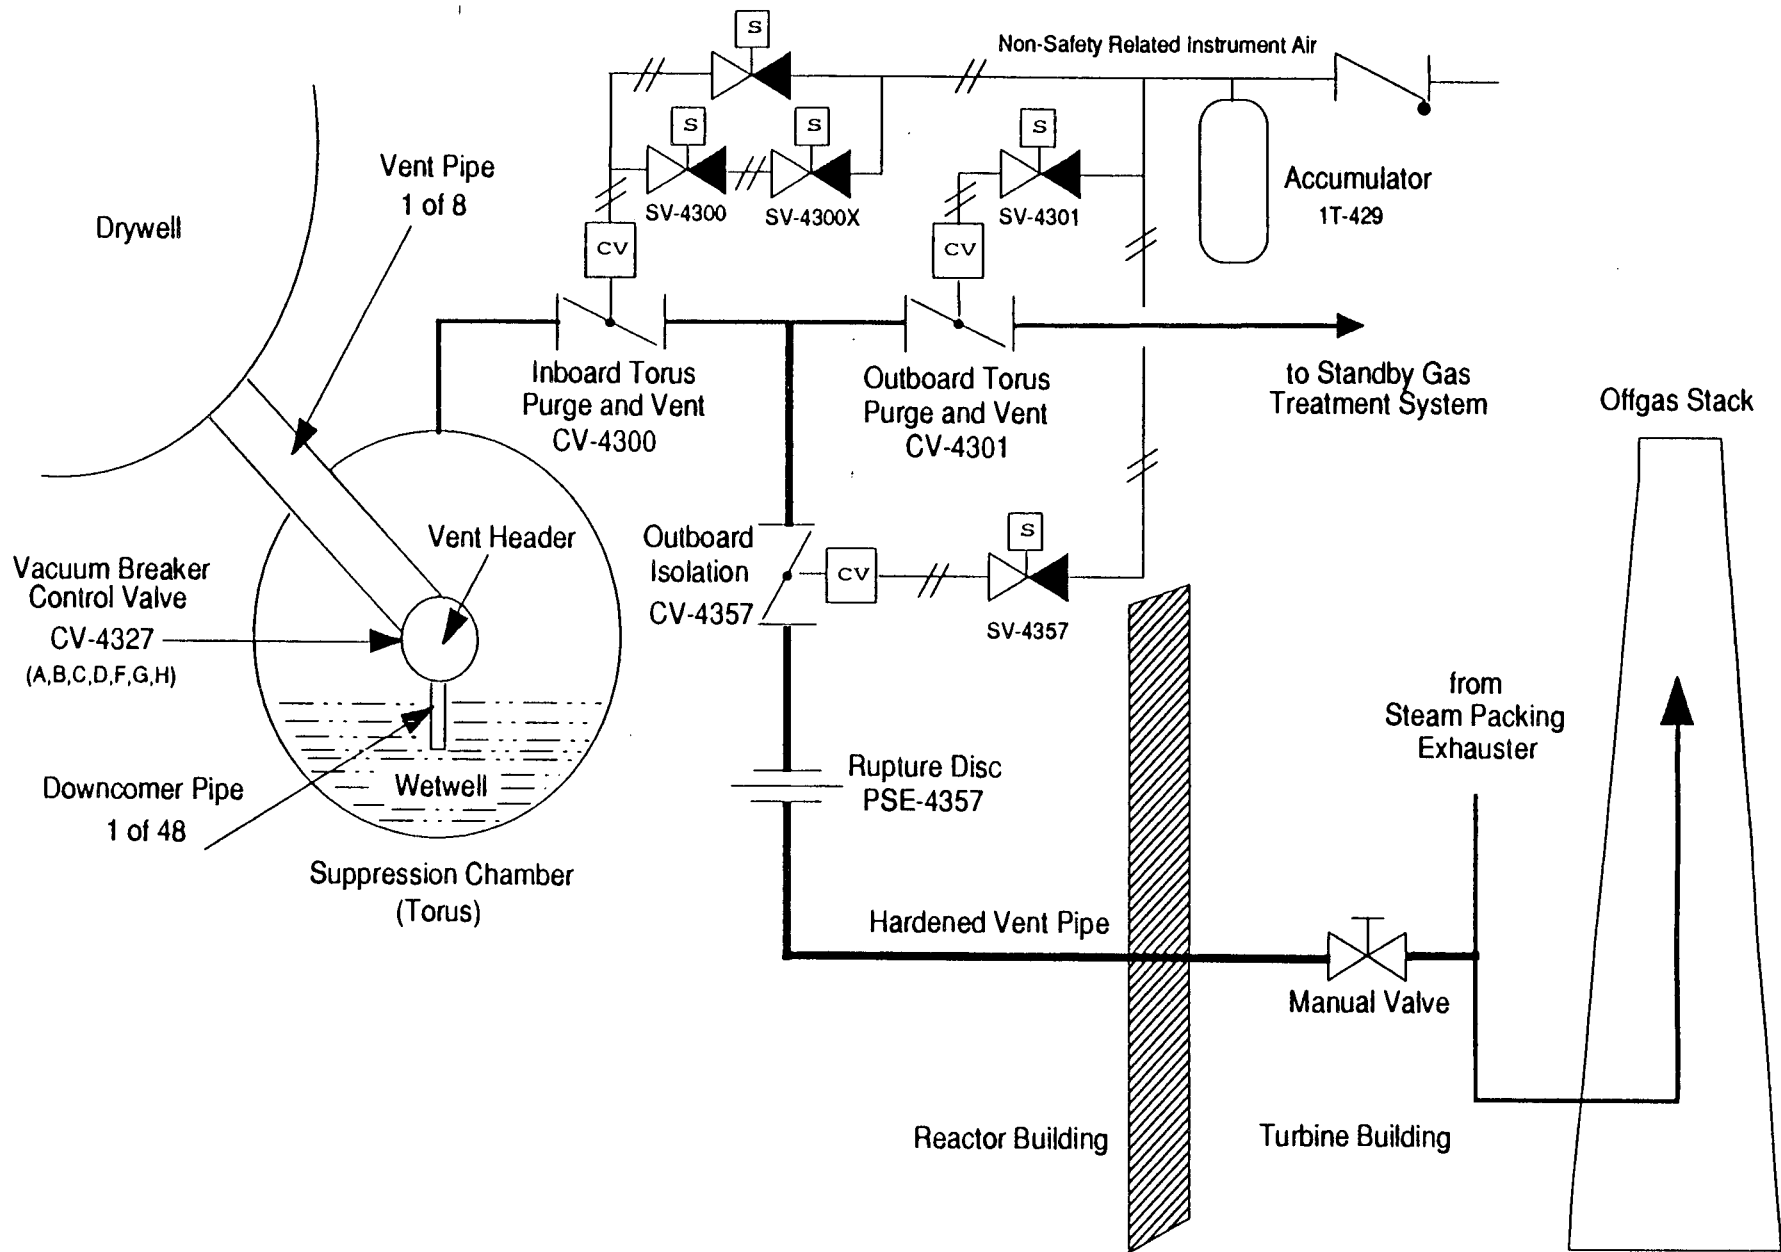 S
Non-Safety Related Instrument Air
S
S
S
Vent Pipe
1 of 8
Accumulator
1T-429
SV-4300
SV-4300X
SV-4301
Drywell
CV
CV
Inboard Torus
Purge and Vent
CV-4300
Outboard Torus
Purge and Vent
CV-4301
to Standby Gas
Treatment System
Offgas Stack
Vent Header
Outboard
Isolation
CV-4357
CV
S
SV-4357
Vacuum Breaker
Control Valve
CV-4327
(A,B,C,D,F,G,H)
from
Steam Packing
Exhauster
Downcomer Pipe
1 of 48
Wetwell
Rupture Disc
PSE-4357
Suppression Chamber
(Torus)
Hardened Vent Pipe
Manual Valve
Reactor Building
Turbine Building